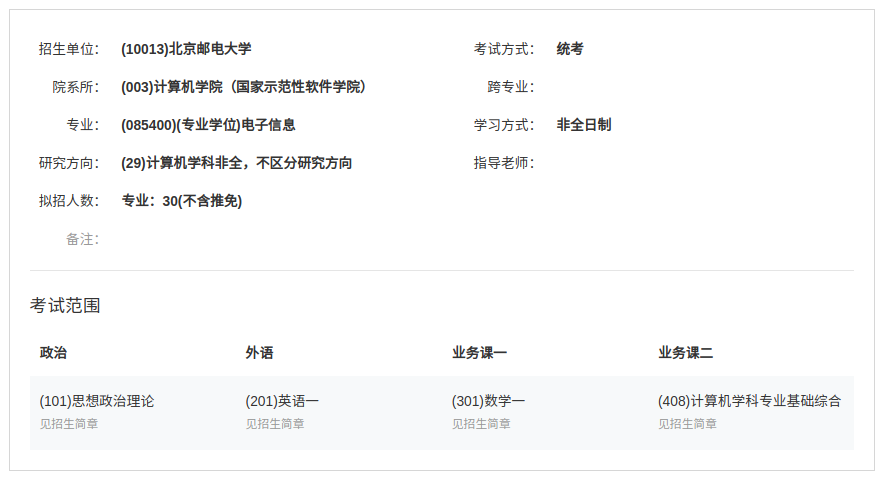 招生单位： (10013)北京邮电大学 考试方式： 统考
院系所： (003)计算机学院（国家示范性软件学院） 跨专业：
专业： (085400)(专业学位)电子信息 学习方式： 非全日制
研究方向： (29)计算机学科非全，不区分研究方向 指导老师：
拟招人数： 专业：30(不含推免)
备注：
考试范围
政治 外语 业务课一 业务课二
(101)思想政治理论 (201)英语一 (301)数学一 (408)计算机学科专业基础综合
见招生简章 见招生简章 见招生简章 见招生简章